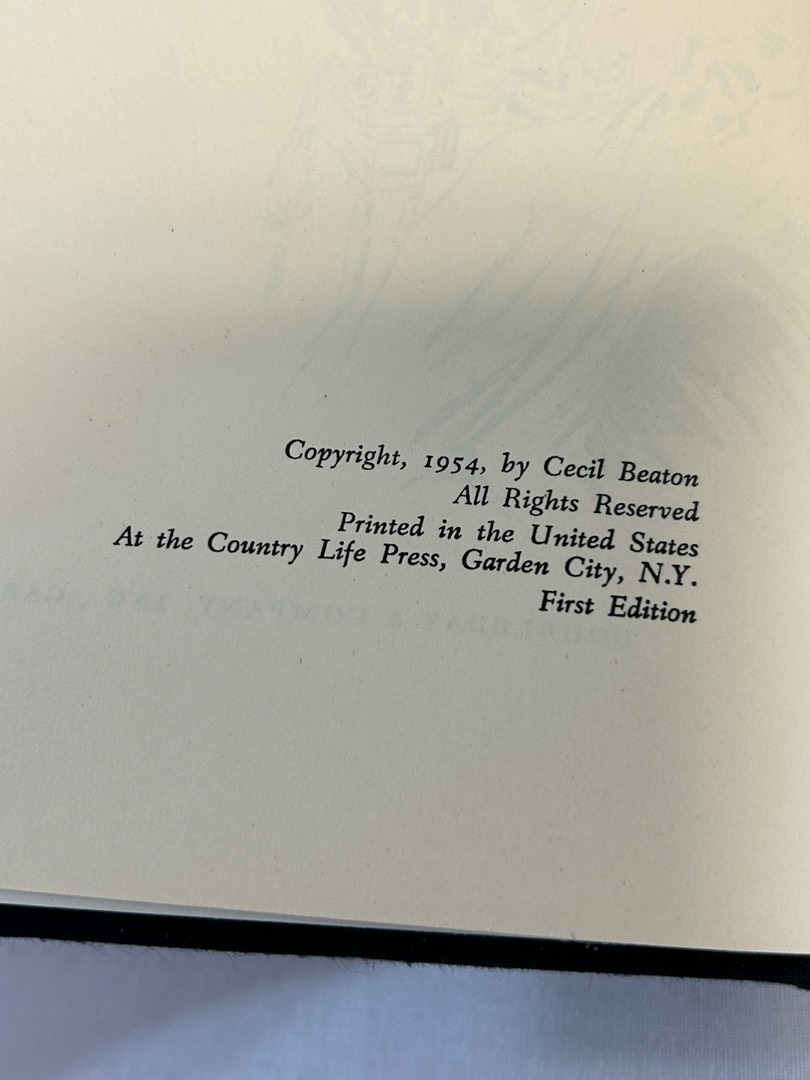 Copyright, 1954, by Cecil Beaton
All Rights Reserved
Printed in the United States
At the Country Life Press, Garden City, N.Y.
First Edition